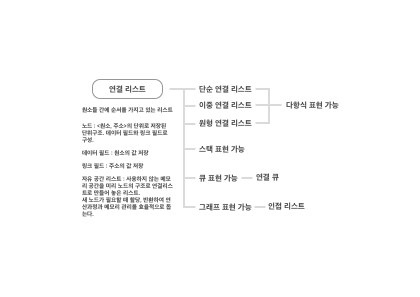 연결 리스트
원소들 간에 순서를 가지고 있는 리스트
노드 : <원소, 주소>의 단위로 저장된
단위구조. 데이터 필드와 링크 필드로
구성.
데이터 필드 : 원소의 값 저장
링크 필드 : 주소의 값 저장
자유 공간 리스트 : 사용하지 않는 메모
리 공간을 미리 노드의 구조로 연결리스
트로 만들어 놓은 리스트.
새 노드가 필요할 때 할당, 반환하여 연
산과정과 메모리 관리를 효율적으로 돕
는다.
단순 연결 리스트
이중 연결 리스트
원형 연결 리스트
다항식 표현 가능
스택 표현 가능
큐 표현 가능
연결 큐
그래프 표현 가능
인접 리스트